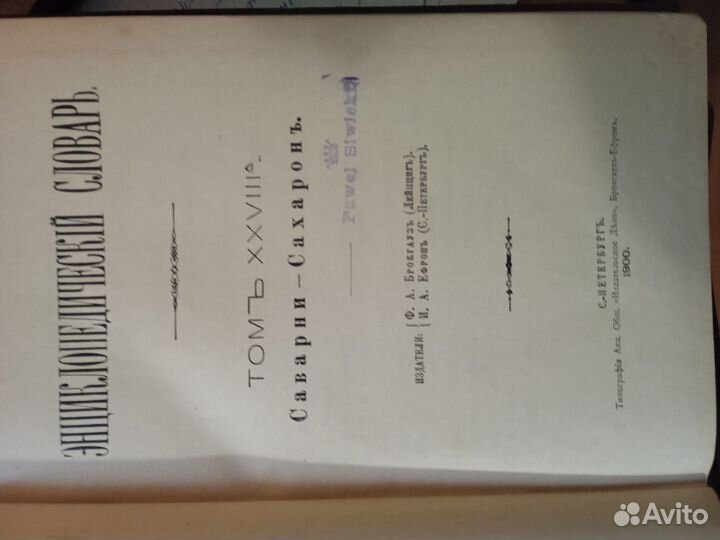 ЭНЦИКЛОПЕДИЧЕСКІЙ СЛОВАРЬ.
ТОМЪ XXVIIIᴬ.
Саварни — Сахаронъ.
Pawel Siwicki
ИЗДАТЕЛИ: { Ф. А. БРОКГАУЗЪ (ЛЕЙПЦИГЪ).
И. А. ЕФРОНЪ (С.-ПЕТЕРБУРГЪ).
С.-ПЕТЕРБУРГЪ.
Типографія Акц. Общ. «Издательское Дѣло», Брокгаузъ-Ефронъ.
1900.
Avito